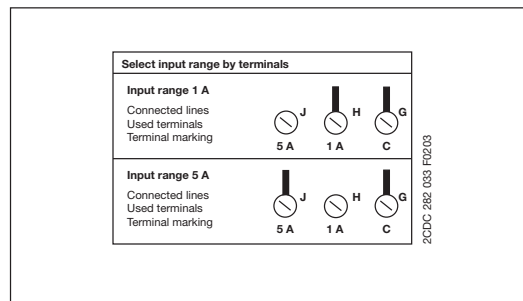 Select input range by terminals
Input range 1 A
Connected lines
Used terminals J H G
Terminal marking 5 A 1 A C
Input range 5 A
Connected lines
Used terminals J H G
Terminal marking 5 A 1 A C
2CDC 282 033 F0203